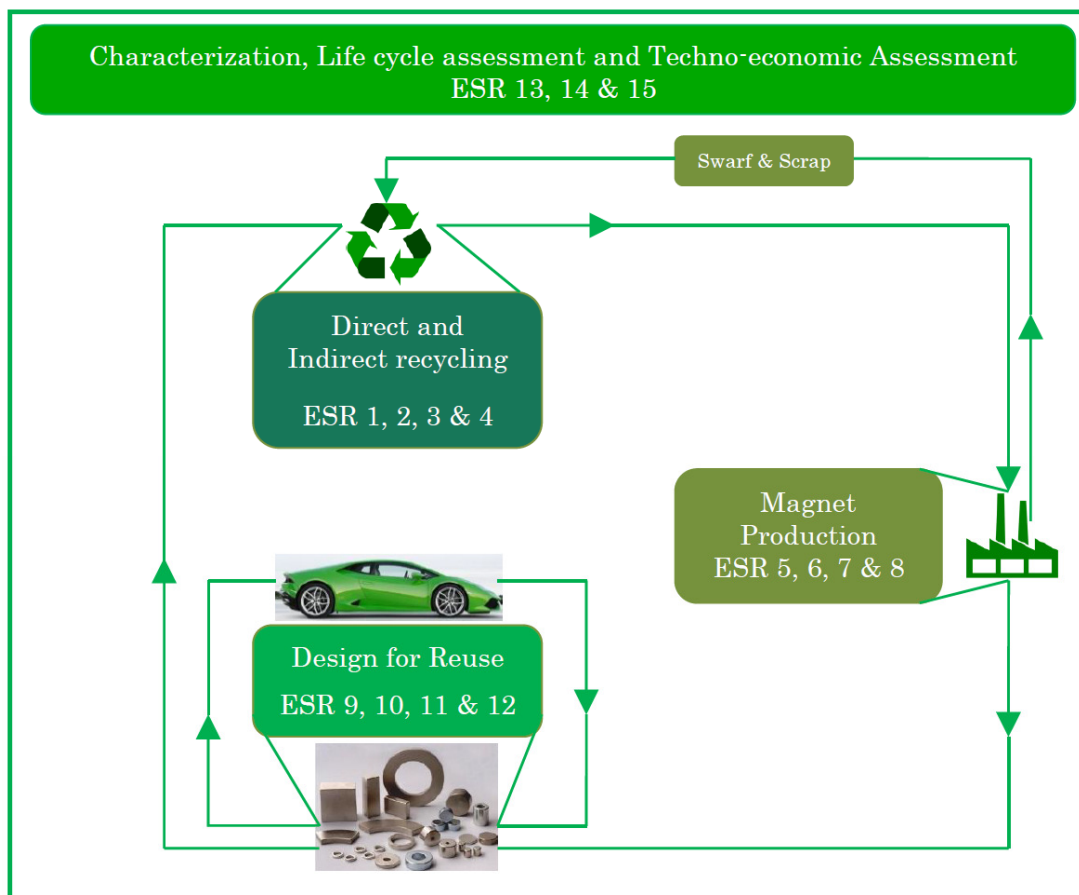 Characterization, Life cycle assessment and Techno-economic Assessment
ESR 13, 14 & 15
Swarf & Scrap
Direct and
Indirect recycling
ESR 1, 2, 3 & 4
Magnet
Production
ESR 5, 6, 7 & 8
Design for Reuse
ESR 9, 10, 11 & 12